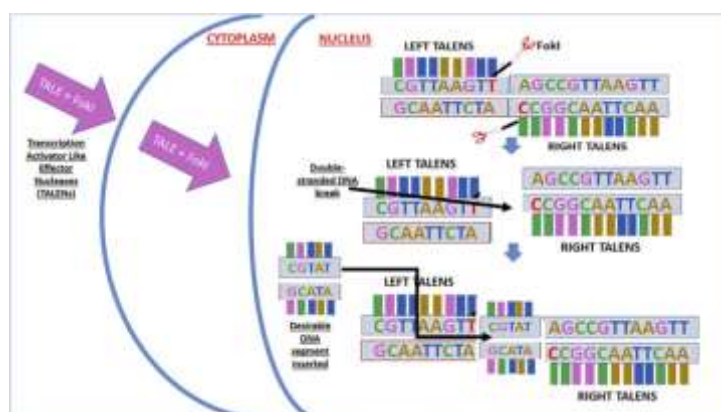 CYTOPLASM
NUCLEUS
TALE + FokI
TALE + FokI
Transcription
Activator Like
Effector
Nucleases
(TALENs)
LEFT TALENS
FokI
CGTTAAGTT
AGCCGTTAAGTT
GCAATTCTA
CCGGCAATTCAA
RIGHT TALENS
Double-
stranded DNA
break
LEFT TALENS
CGTTAAGTT
GCAATTCTA
AGCCGTTAAGTT
CCGGCAATTCAA
RIGHT TALENS
CGTAT
GCATA
Desirable
DNA
segment
inserted
LEFT TALENS
CGTTAAGTT
CGTAT
AGCCGTTAAGTT
GCAATTCTA
GCATA
CCGGCAATTCAA
RIGHT TALENS